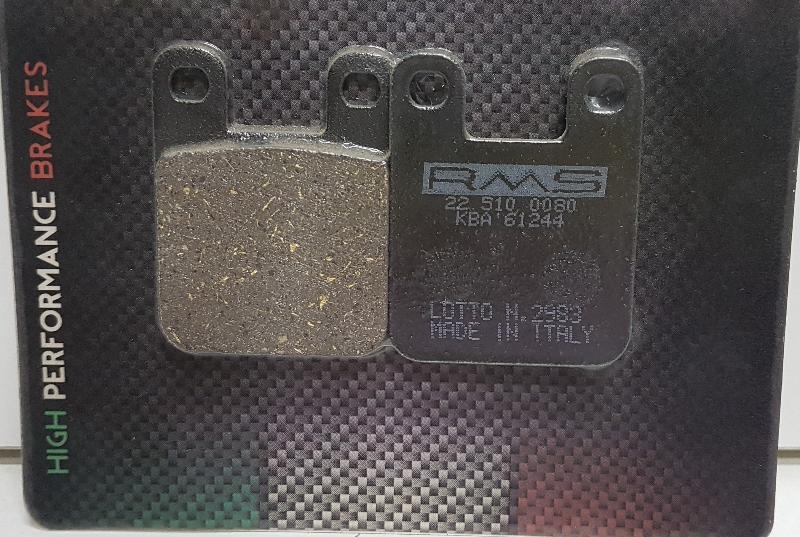 HIGH PERFORMANCE BRAKES
RMS
22 510 0080
KBA 61244
LOTTO N.2983
MADE IN ITALY